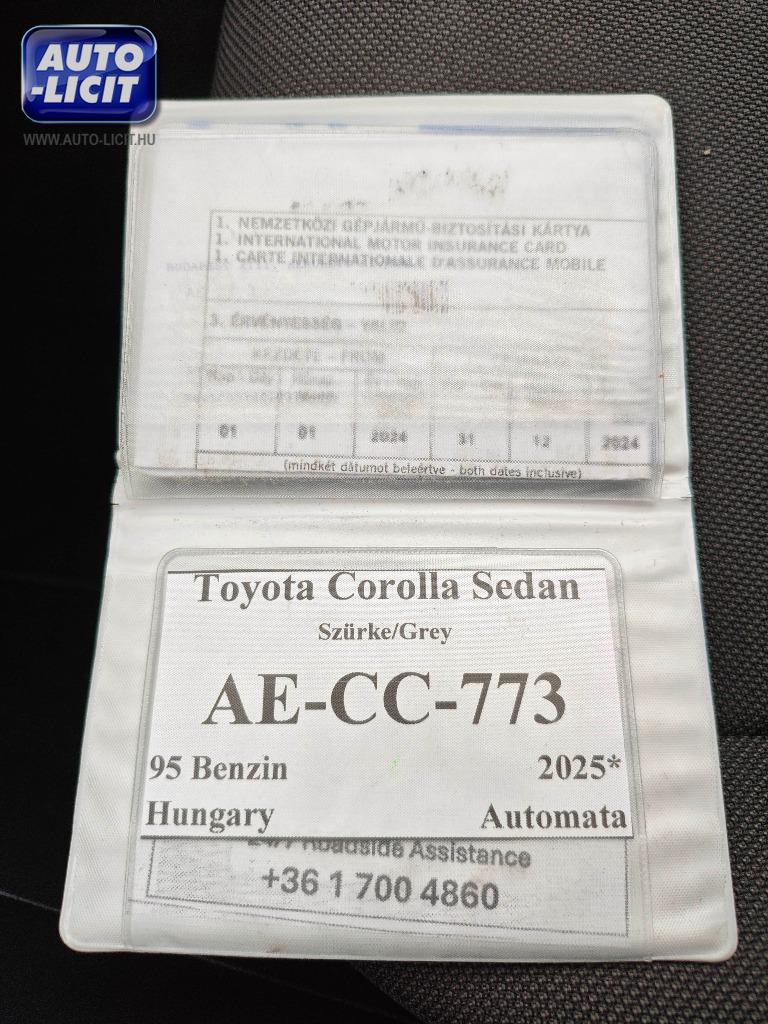 AUTO
-LICIT
WWW.AUTO-LICIT.HU
1. NEMZETKÖZI GÉPJÁRMŰ-BIZTOSÍTÁSI KÁRTYA
1. INTERNATIONAL MOTOR INSURANCE CARD
1. CARTE INTERNATIONALE D'ASSURANCE MOBILE
3. ÉRVÉNYESSÉG - VALID
KEZDETE - FROM
01 01 2024 31 12 2024
(mindkét dátumot beleértve - both dates inclusive)
Toyota Corolla Sedan
Szürke/Grey
AE-CC-773
95 Benzin 2025*
Hungary Automata
24/7 Roadside Assistance
+36 1 700 4860